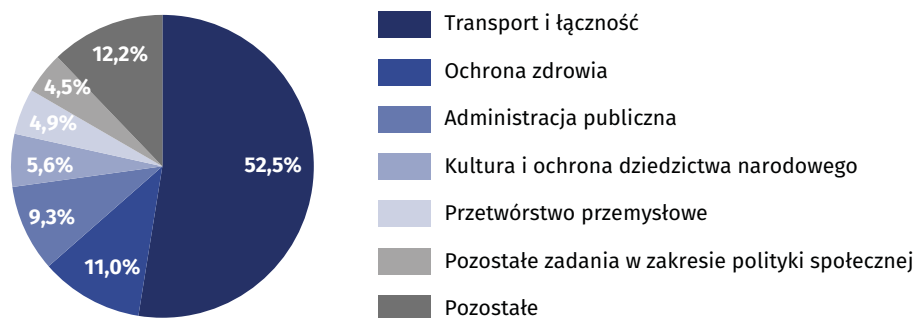 12,2%
4,5%
4,9%
5,6%
9,3%
11,0%
52,5%
Transport i łączność
Ochrona zdrowia
Administracja publiczna
Kultura i ochrona dziedzictwa narodowego
Przetwórstwo przemysłowe
Pozostałe zadania w zakresie polityki społecznej
Pozostałe